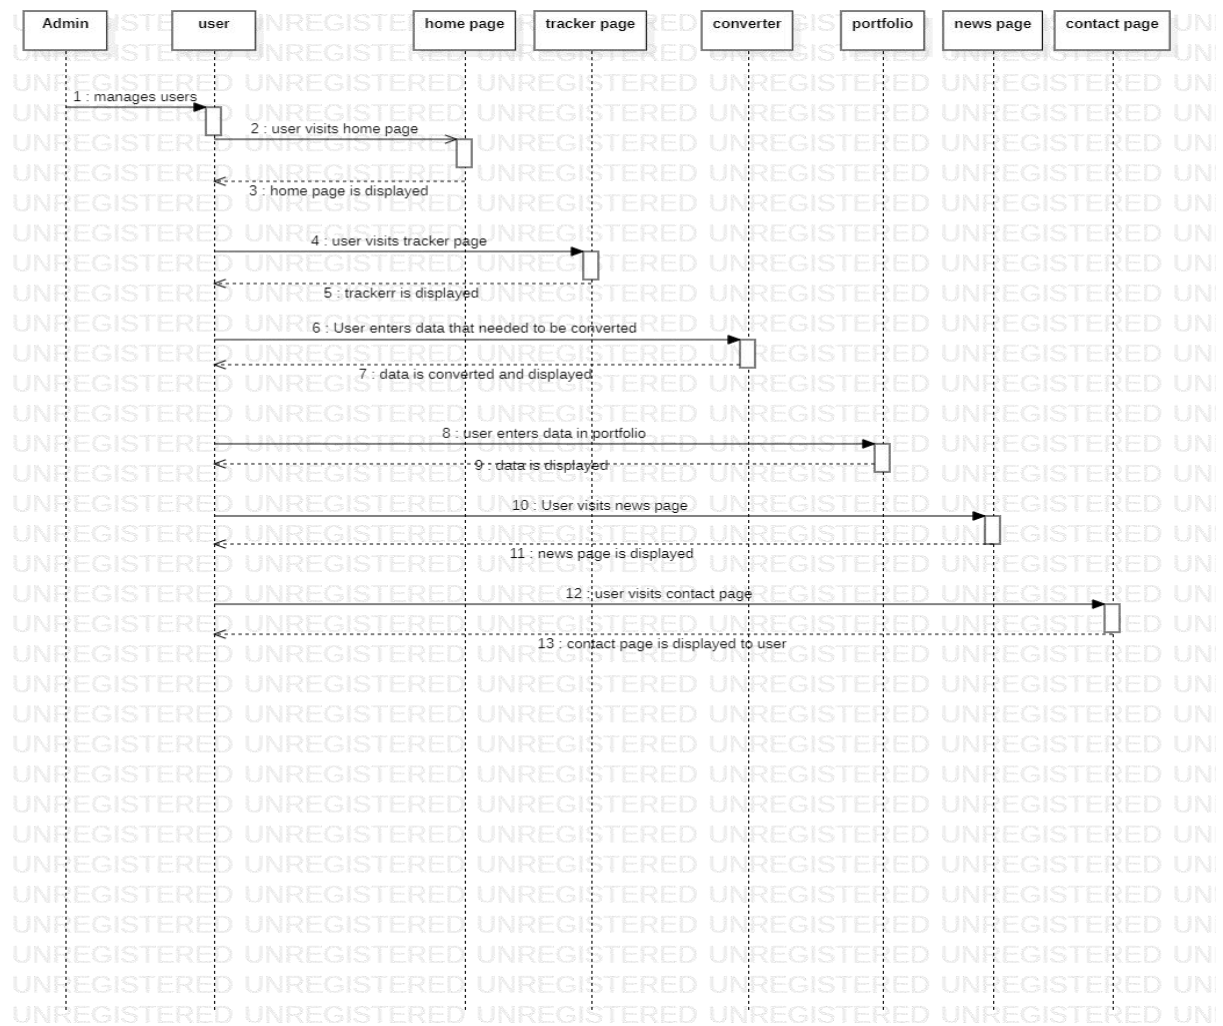 Admin user home page tracker page converter portfolio news page contact page
1 : manages users
2 : user visits home page
3 : home page is displayed
4 : user visits tracker page
5 : trackerr is displayed
6 : User enters data that needed to be converted
7 : data is converted and displayed
8 : user enters data in portfolio
9 : data is displayed
10 : User visits news page
11 : news page is displayed
12 : user visits contact page
13 : contact page is displayed to user
UNREGISTERED UNREGISTERED UNREGISTERED UNREGISTERED UNREGISTERED UN